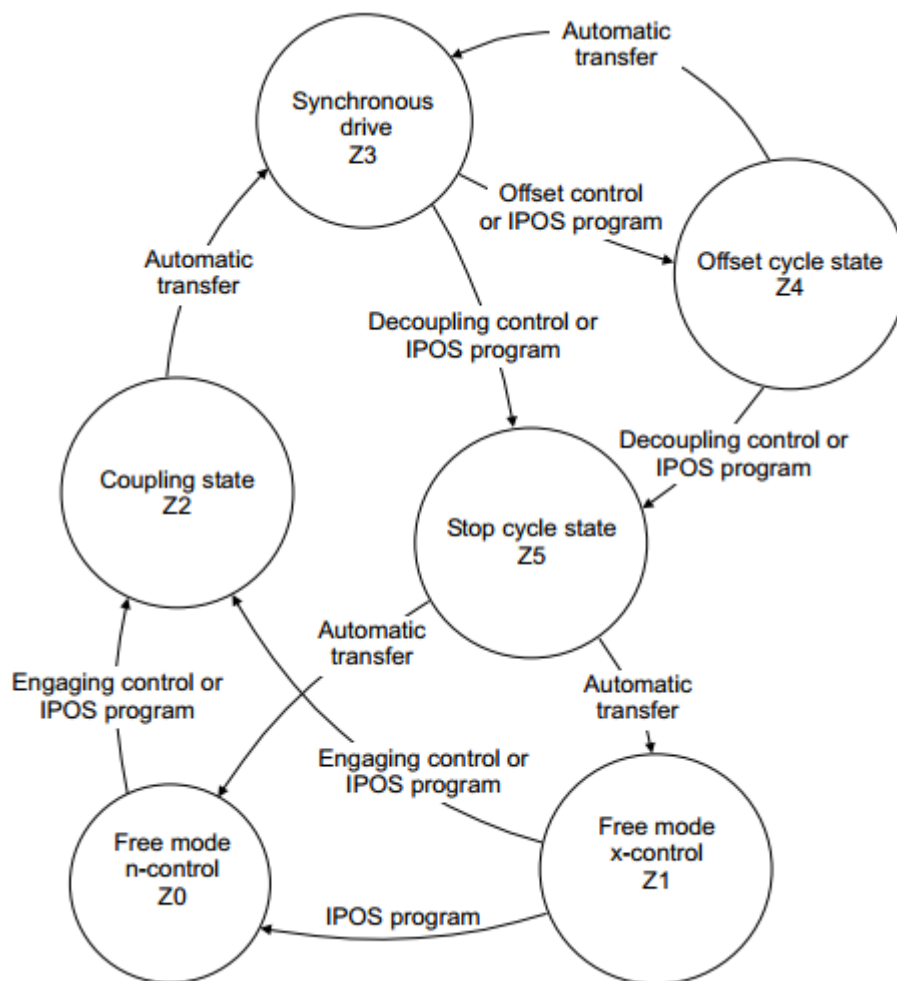 Automatic
transfer
Synchronous
drive
Z3
Offset control
or IPOS program
Offset cycle state
Z4
Automatic
transfer
Decoupling control or
IPOS program
Decoupling control or
IPOS program
Coupling state
Z2
Stop cycle state
Z5
Automatic
transfer
Automatic
transfer
Engaging control or
IPOS program
Engaging control or
IPOS program
Free mode
n-control
Z0
Free mode
x-control
Z1
IPOS program